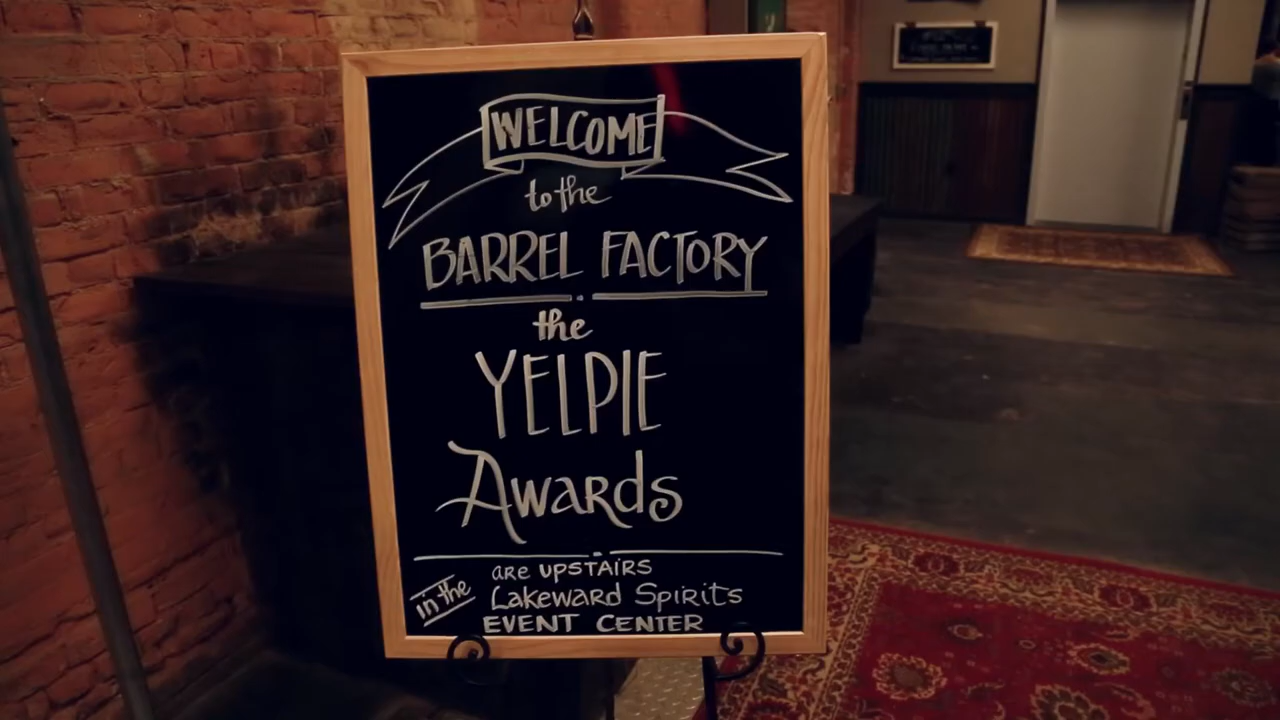 WELCOME
to the
BARREL FACTORY
the
YELPIE
AWARDS
are UPSTAIRS
in the
Lakeward Spirits
EVENT CENTER